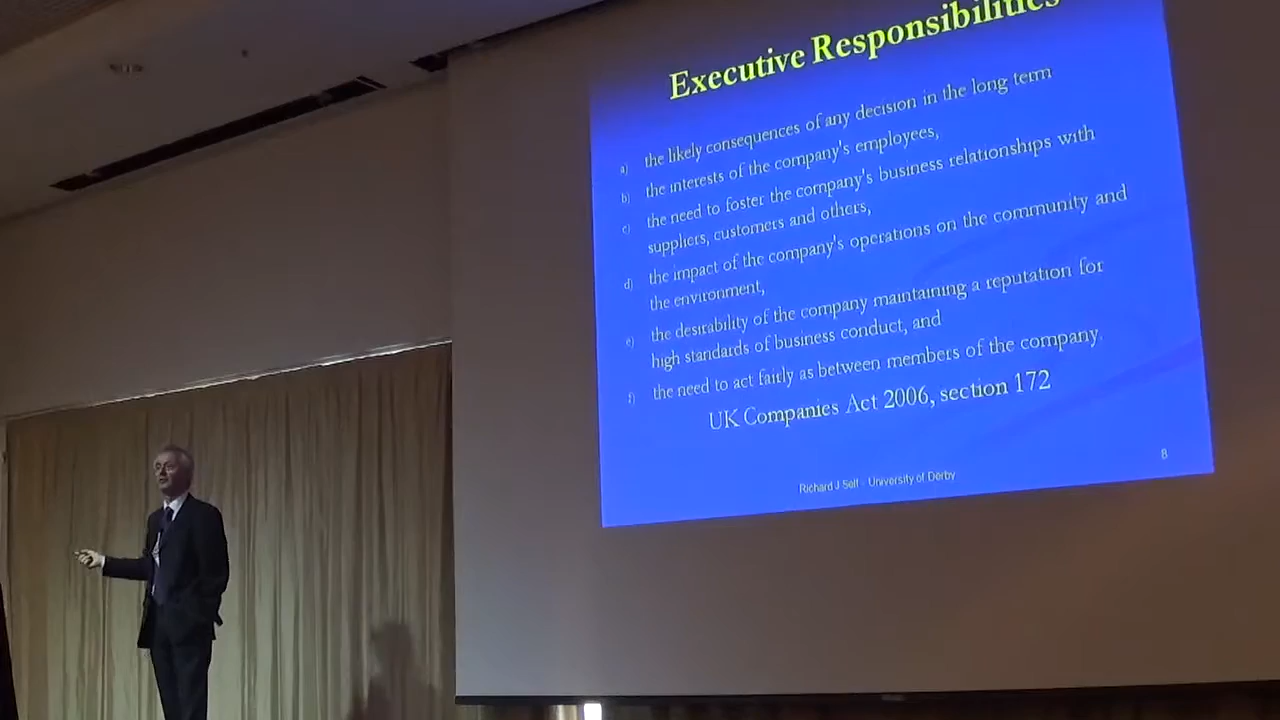 Executive Responsibilities
a) the likely consequences of any decision in the long term
b) the interests of the company's employees,
c) the need to foster the company's business relationships with
suppliers, customers and others,
d) the impact of the company's operations on the community and
the environment,
e) the desirability of the company maintaining a reputation for
high standards of business conduct, and
f) the need to act fairly as between members of the company.
UK Companies Act 2006, section 172
Richard J Self - University of Derby
8